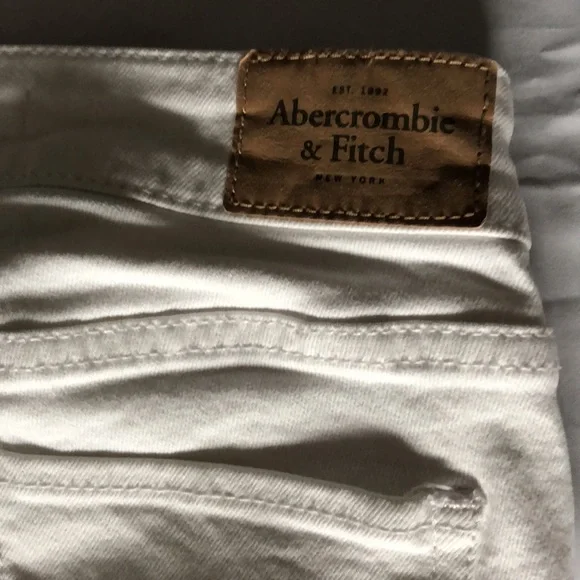 EST. 1892
Abercrombie
& Fitch
NEW YORK